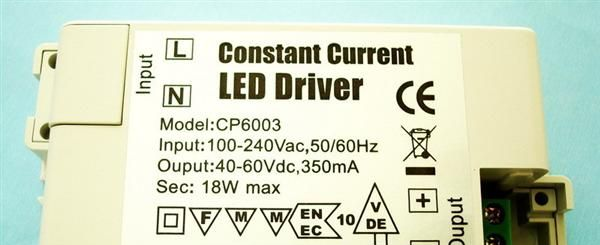 Input
L
N
Constant Current
LED Driver
CE
Model:CP6003
Input:100-240Vac,50/60Hz
Ouput:40-60Vdc,350mA
Sec: 18W max
F
M
M
EN
EC
10
V
DE
+
Ouput